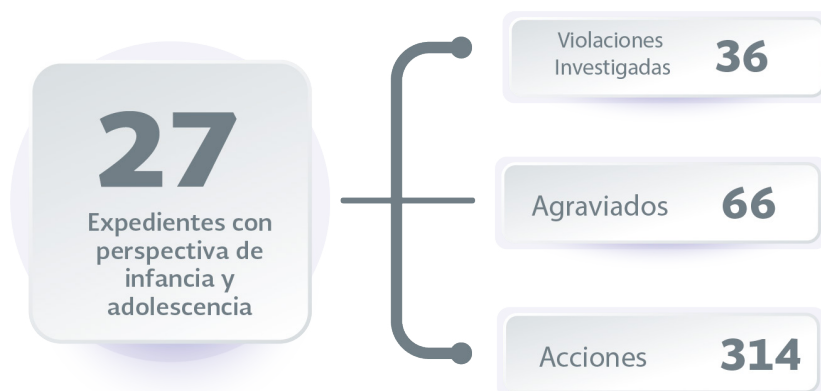 27
Expedientes con
perspectiva de
infancia y
adolescencia
Violaciones
Investigadas 36
Agraviados 66
Acciones 314